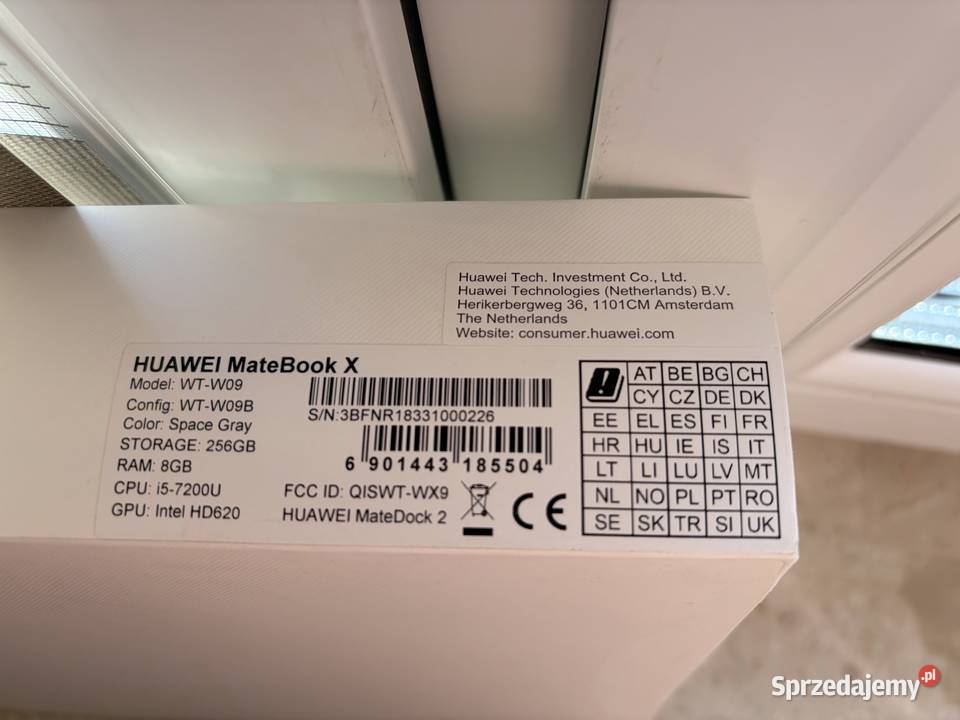 Huawei Tech. Investment Co., Ltd.
Huawei Technologies (Netherlands) B.V.
Herikerbergweg 36, 1101CM Amsterdam
The Netherlands
Website: consumer.huawei.com
HUAWEI MateBook X
Model: WT-W09
Config: WT-W09B
Color: Space Gray
STORAGE: 256GB
RAM: 8GB
CPU: i5-7200U
GPU: Intel HD620
S/N:3BFNR18331000226
6 901443 185504
FCC ID: QISWT-WX9
HUAWEI MateDock 2
CE
AT BE BG CH
CY CZ DE DK
EE EL ES FI FR
HR HU IE IS IT
LT LI LU LV MT
NL NO PL PT RO
SE SK TR SI UK
Sprzedajemy.pl